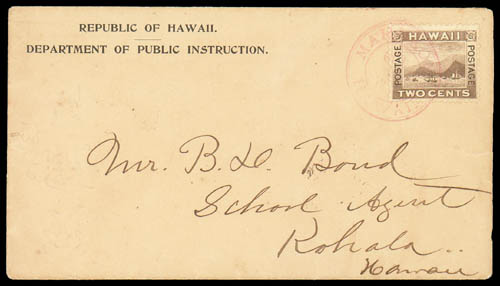 REPUBLIC OF HAWAII.
DEPARTMENT OF PUBLIC INSTRUCTION.
HAWAII
POSTAGE
POSTAGE
TWO CENTS
Mr. B. D. Bond
School Agent
Kohala..
Hawaii